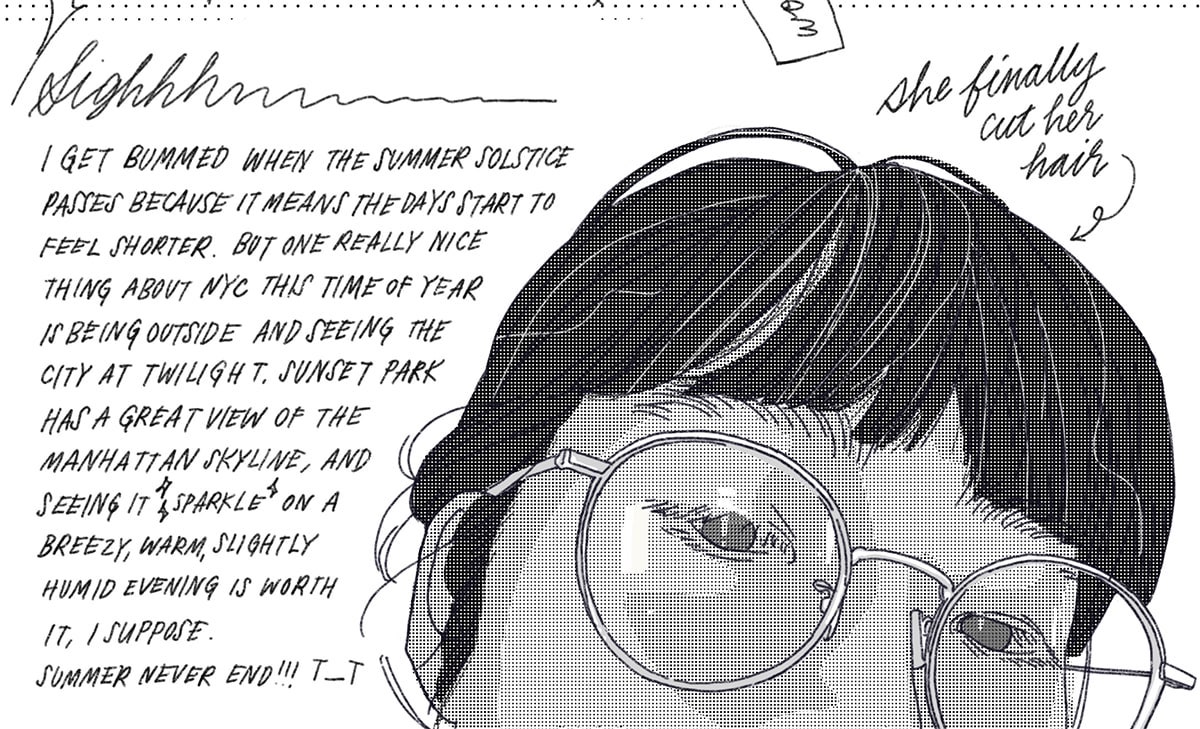 on
Sighhh
she finally
cut her
hair
I GET BUMMED WHEN THE SUMMER SOLSTICE
PASSES BECAUSE IT MEANS THE DAYS START TO
FEEL SHORTER. BUT ONE REALLY NICE
THING ABOUT NYC THIS TIME OF YEAR
IS BEING OUTSIDE AND SEEING THE
CITY AT TWILIGHT. SUNSET PARK
HAS A GREAT VIEW OF THE
MANHATTAN SKYLINE, AND
SEEING IT SPARKLE ON A
BREEZY, WARM, SLIGHTLY
HUMID EVENING IS WORTH
IT, I SUPPOSE.
SUMMER NEVER END!!! T_T